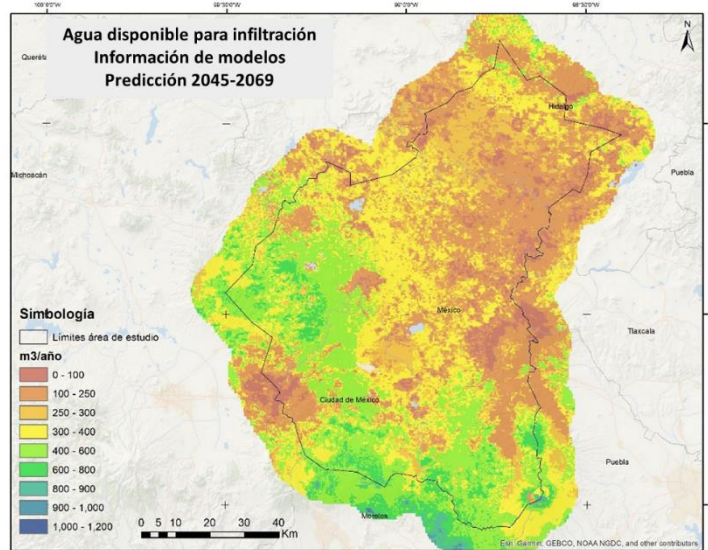 Agua disponible para infiltración
Información de modelos
Predicción 2045-2069
N
Hidalgo
Michoacán
Puebla
México
Tlaxcala
Ciudad de México
Puebla
Morelos
Simbología
Límites área de estudio
m3/año
0 - 100
100 - 250
250 - 300
300 - 400
400 - 600
600 - 800
800 - 900
900 - 1,000
1,000 - 1,200
0 5 10 20 30 40
Km
Esri, Garmin, GEBCO, NOAA NGDC, and other contributors